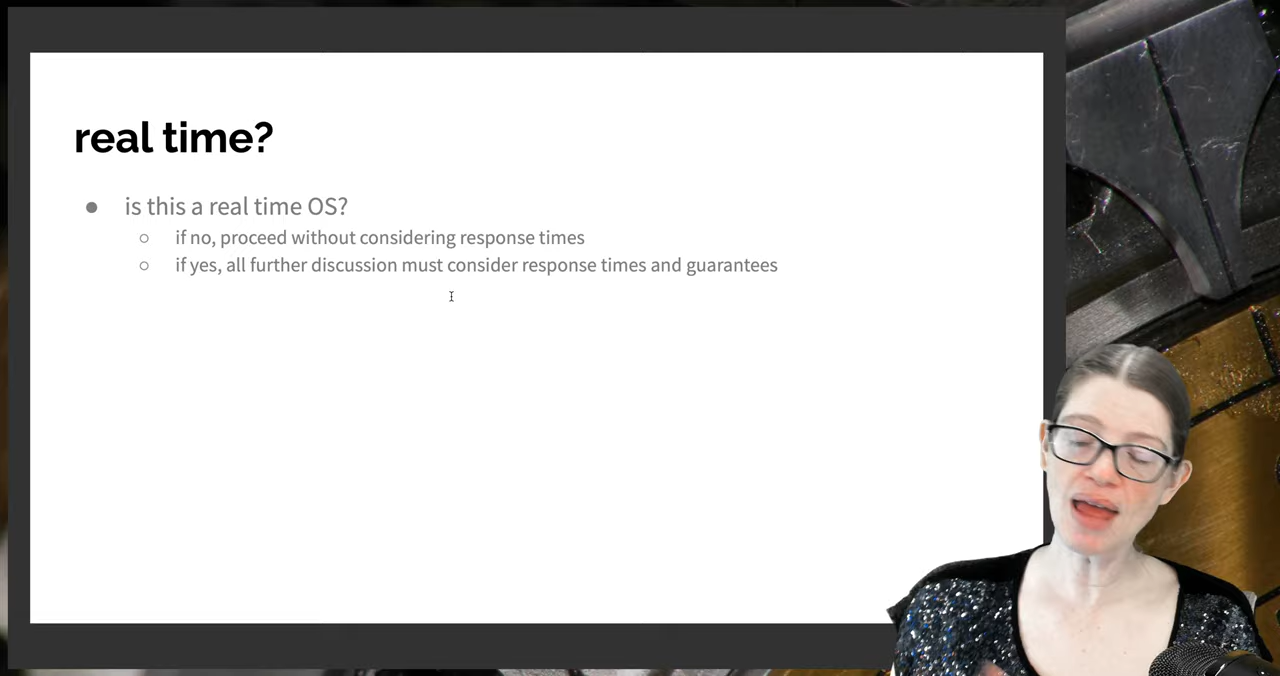 real time?
is this a real time OS?
if no, proceed without considering response times
if yes, all further discussion must consider response times and guarantees